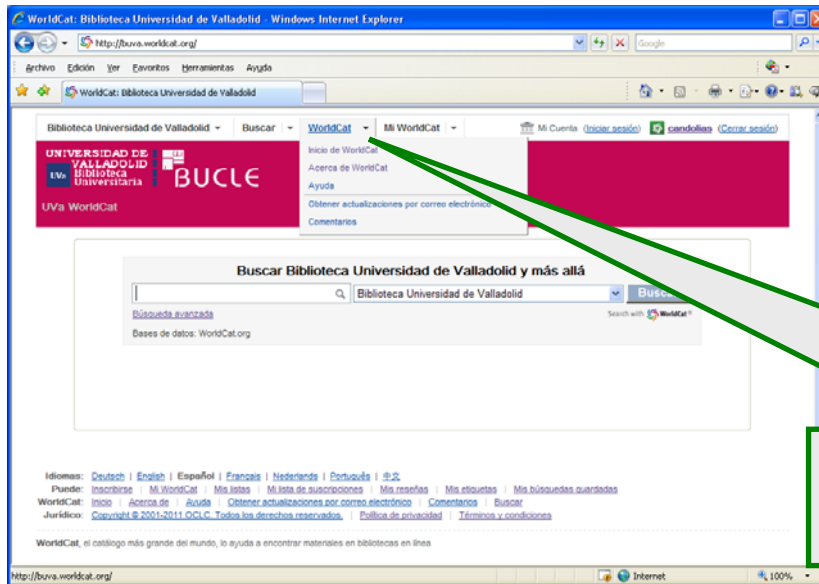 WorldCat: Biblioteca Universidad de Valladolid - Windows Internet Explorer
http://buva.worldcat.org/
Google
Archivo Edición Ver Favoritos Herramientas Ayuda
WorldCat: Biblioteca Universidad de Valladolid
Biblioteca Universidad de Valladolid Buscar WorldCat Mi WorldCat Mi Cuenta (Iniciar sesión) candolias (Cerrar sesión)
Inicio de WorldCat
Acerca de WorldCat
Ayuda
Obtener actualizaciones por correo electrónico
Comentarios
UNIVERSIDAD DE
VALLADOLID
UVa Biblioteca
Universitaria
BUCLE
UVa WorldCat
Buscar Biblioteca Universidad de Valladolid y más allá
Biblioteca Universidad de Valladolid
Búsqueda avanzada
Search with WorldCat®
Bases de datos: WorldCat.org
Idiomas: Deutsch | English | Español | Français | Nederlands | Português | 中文
Puede: Inscribirse | Mi WorldCat | Mis listas | Mi lista de suscripciones | Mis reseñas | Mis etiquetas | Mis búsquedas guardadas
WorldCat: Inicio | Acerca de | Ayuda | Obtener actualizaciones por correo electrónico | Comentarios | Buscar
Jurídico: Copyright © 2001-2011 OCLC. Todos los derechos reservados. | Política de privacidad | Términos y condiciones
WorldCat, el catálogo más grande del mundo, lo ayuda a encontrar materiales en bibliotecas en línea
http://buva.worldcat.org/
Internet
100%